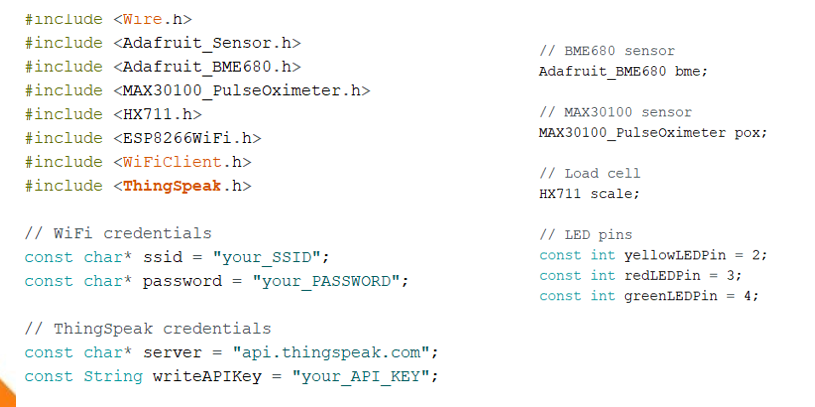 #include <Wire.h>
#include <Adafruit_Sensor.h>
#include <Adafruit_BME680.h>
#include <MAX30100_PulseOximeter.h>
#include <HX711.h>
#include <ESP8266WiFi.h>
#include <WiFiClient.h>
#include <ThingSpeak.h>
// WiFi credentials
const char* ssid = "your_SSID";
const char* password = "your_PASSWORD";
// ThingSpeak credentials
const char* server = "api.thingspeak.com";
const String writeAPIKey = "your_API_KEY";
// BME680 sensor
Adafruit_BME680 bme;
// MAX30100 sensor
MAX30100_PulseOximeter pox;
// Load cell
HX711 scale;
// LED pins
const int yellowLEDPin = 2;
const int redLEDPin = 3;
const int greenLEDPin = 4;